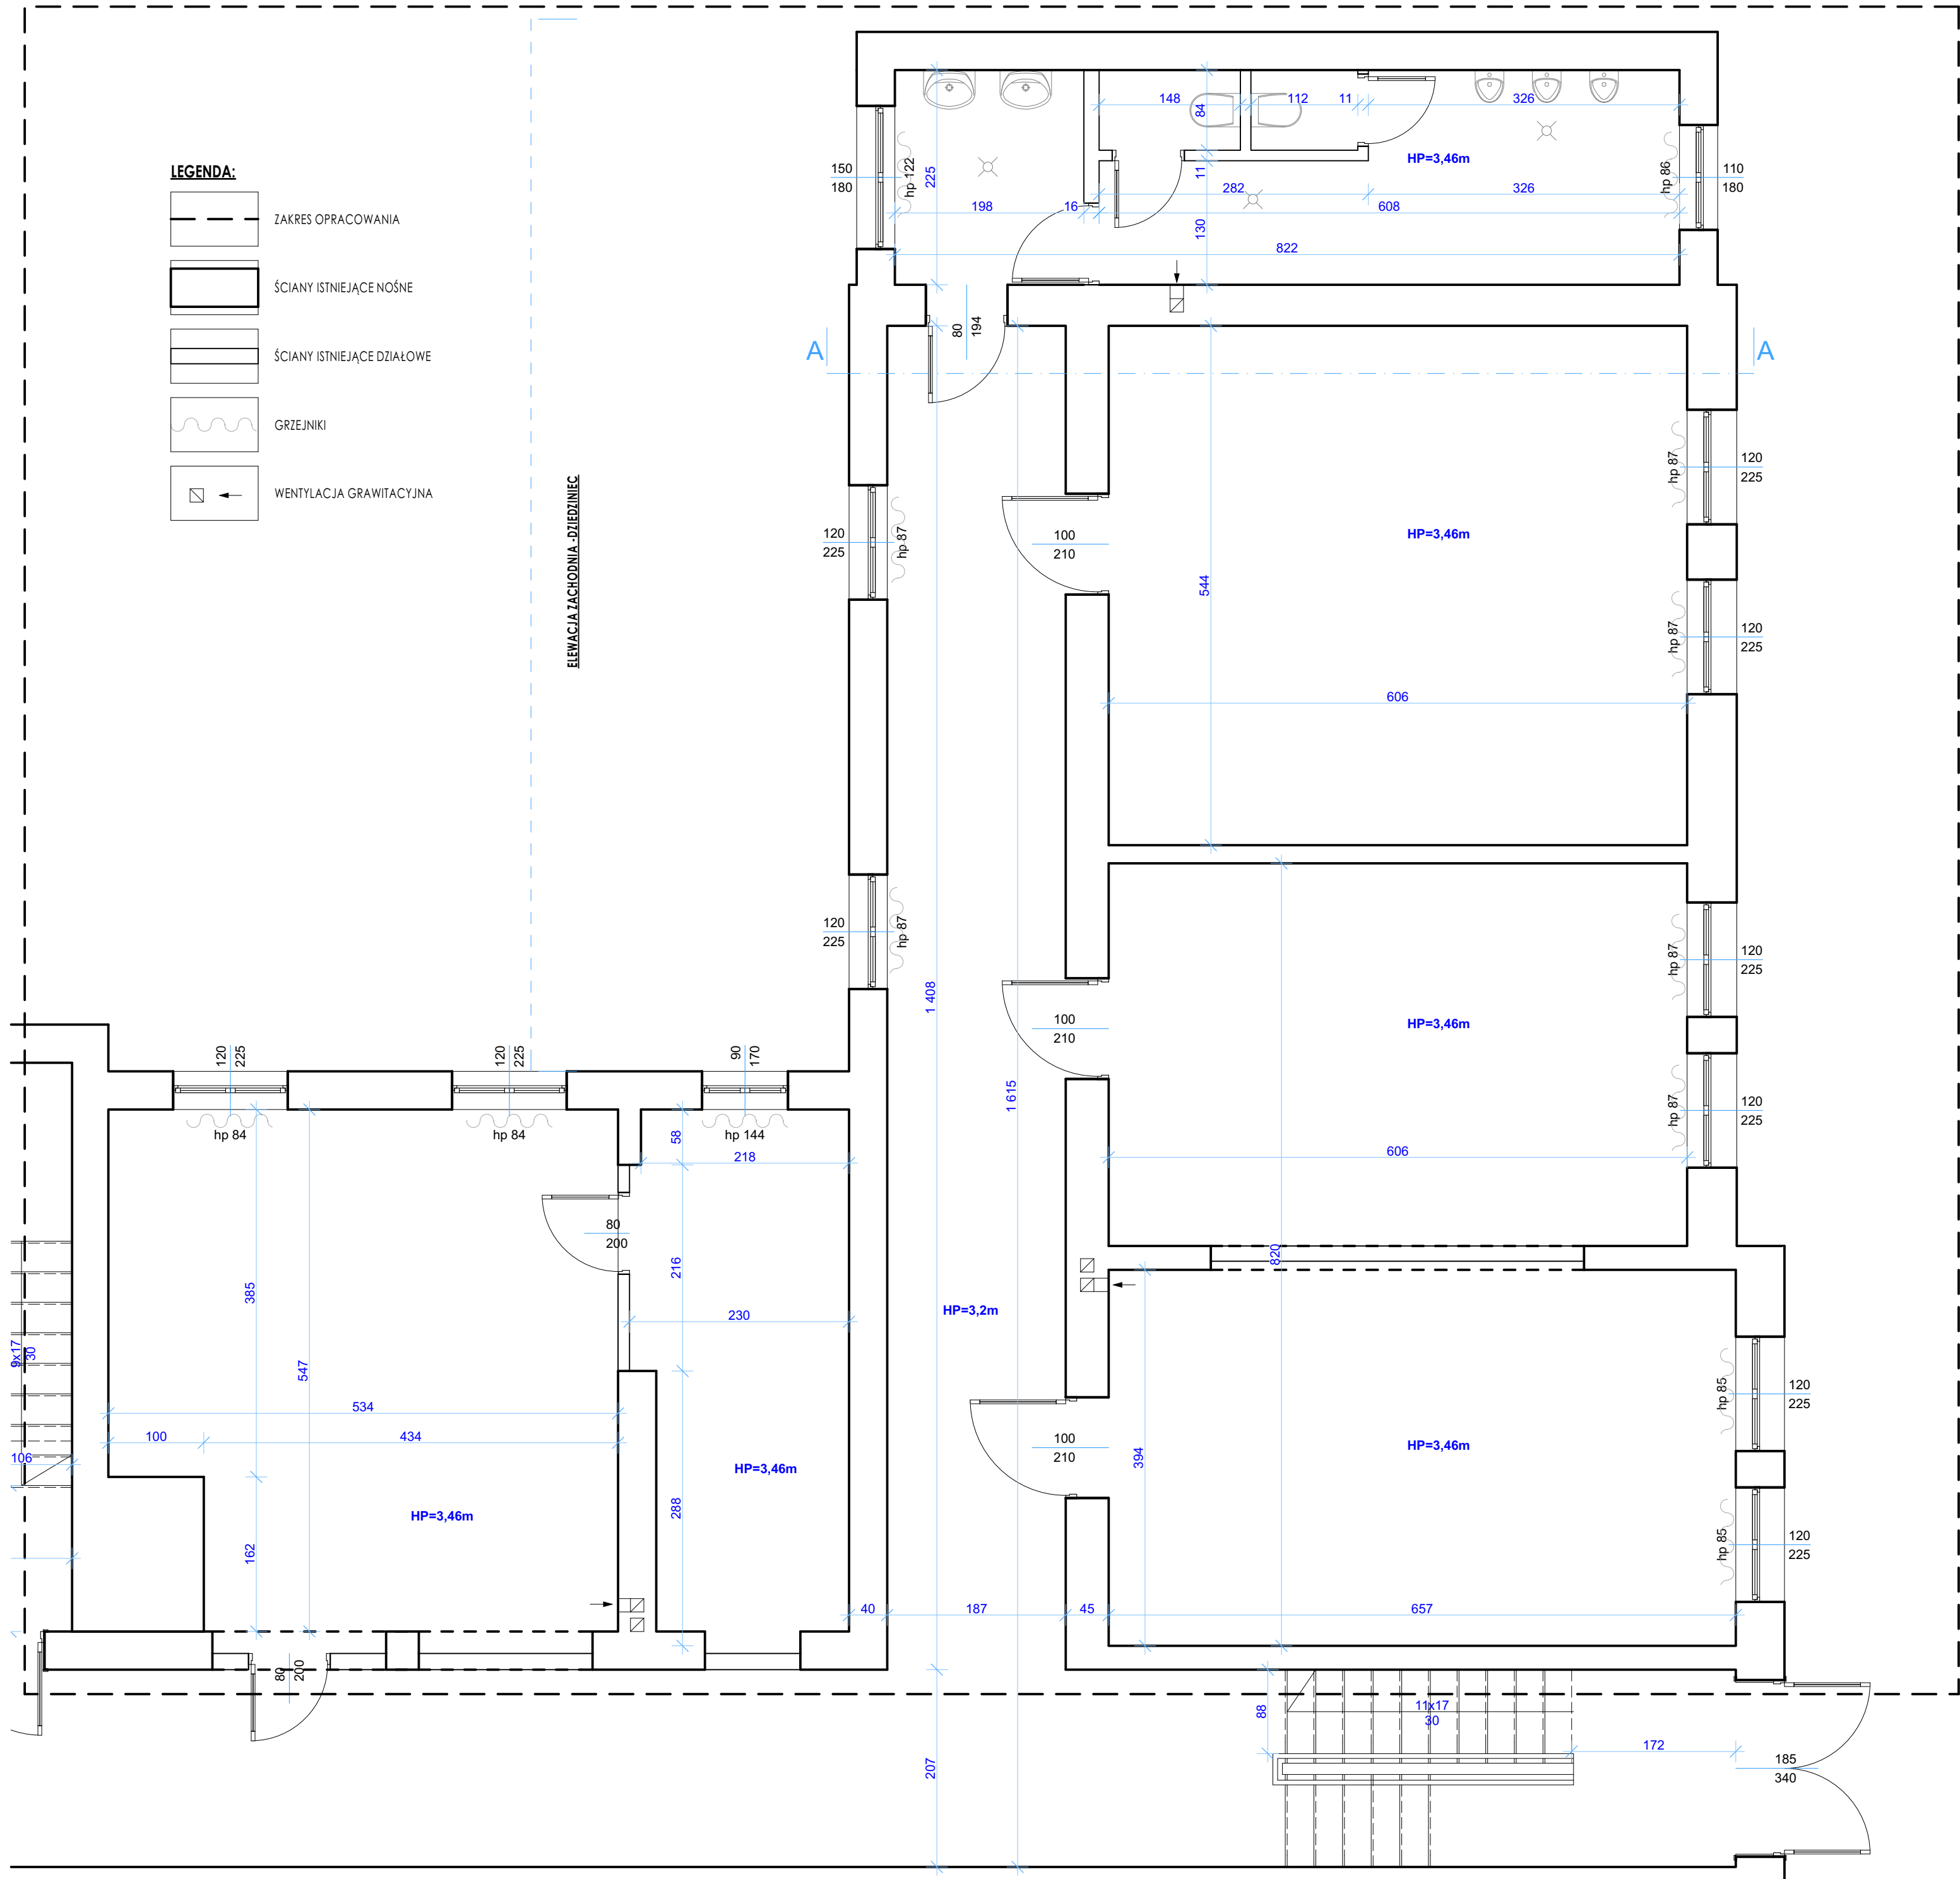 LEGENDA:
ZAKRES OPRACOWANIA
ŚCIANY ISTNIEJĄCE NOŚNE
ŚCIANY ISTNIEJĄCE DZIAŁOWE
GRZEJNIKI
WENTYLACJA GRAWITACYJNA
ELEWACJA ZACHODNIA -DZIEDZINIEC
148
84
112
11
326
HP=3,46m
150
180
hp 122
225
11
282
326
hp 86
110
180
198
16
608
130
822
80
194
A
A
120
225
hp 87
100
210
HP=3,46m
544
hp 87
120
225
hp 87
120
225
606
120
225
hp 87
1 408
hp 87
120
225
100
210
HP=3,46m
1 615
hp 87
120
225
606
120
225
hp 84
120
225
hp 84
90
170
hp 144
58
218
80
200
216
820
385
230
HP=3,2m
9x17
30
547
534
100
434
106
100
210
394
HP=3,46m
hp 85
120
225
HP=3,46m
HP=3,46m
288
162
hp 85
120
225
40
187
45
657
80
200
88
11x17
30
172
185
340
207